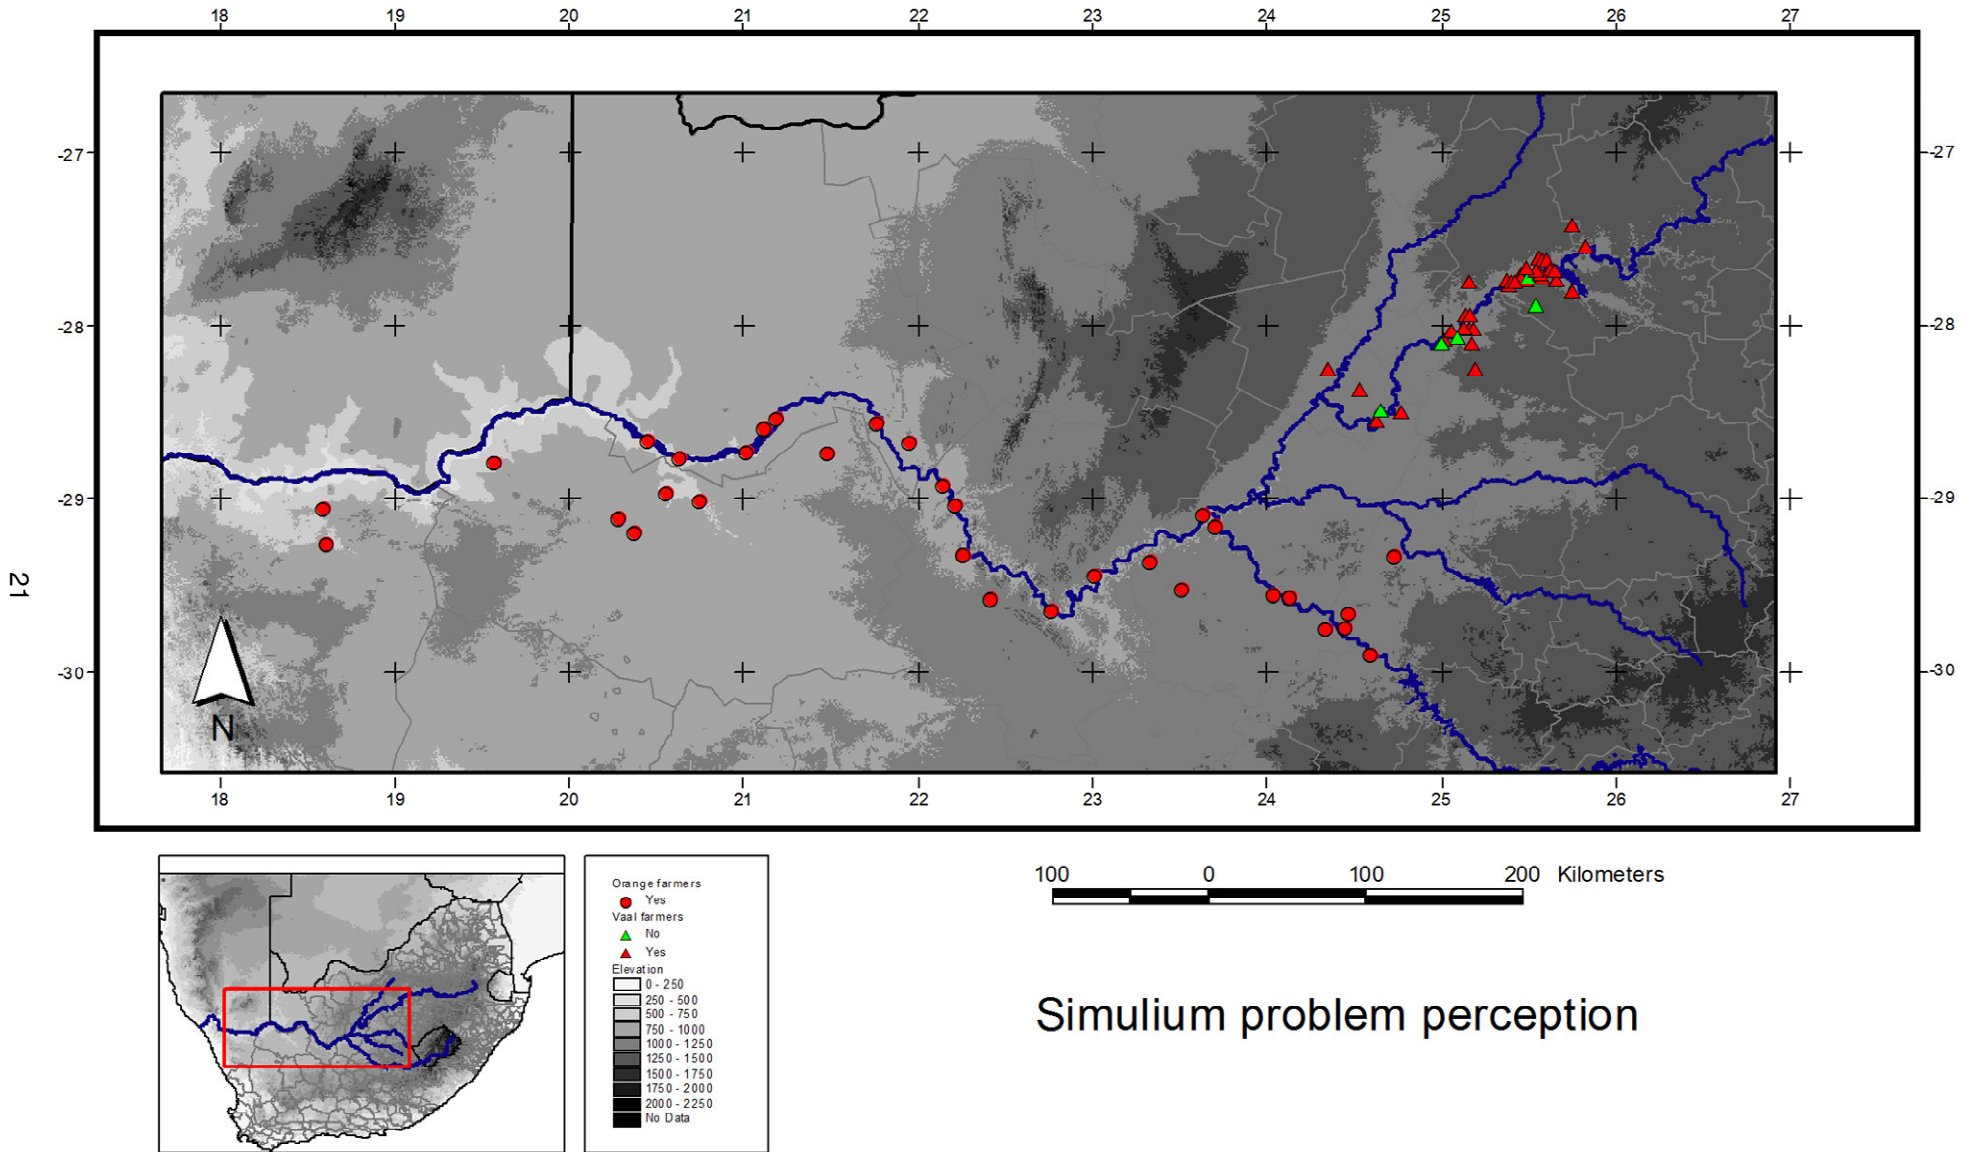 18 19 20 21 22 23 24 25 26 27
-27 -27
-28 -28
-29 -29
21
-30 -30
N
18 19 20 21 22 23 24 25 26 27
100 0 100 200 Kilometers
Orange farmers
Yes
Vaal farmers
No
Yes
Elevation
0 - 250
250 - 500
500 - 750
750 - 1000
1000 - 1250
1250 - 1500
1500 - 1750
1750 - 2000
2000 - 2250
No Data
Simulium problem perception